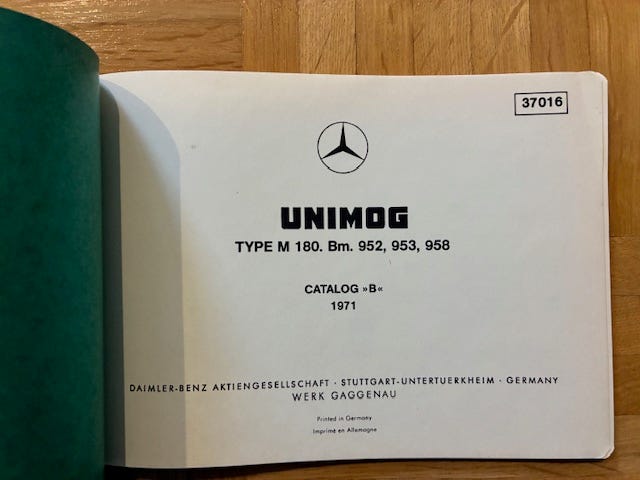 37016
UNIMOG
TYPE M 180. Bm. 952, 953, 958
CATALOG »B«
1971
DAIMLER-BENZ AKTIENGESELLSCHAFT · STUTTGART-UNTERTUERKHEIM · GERMANY
WERK GAGGENAU
Printed in Germany
Imprimé en Allemagne